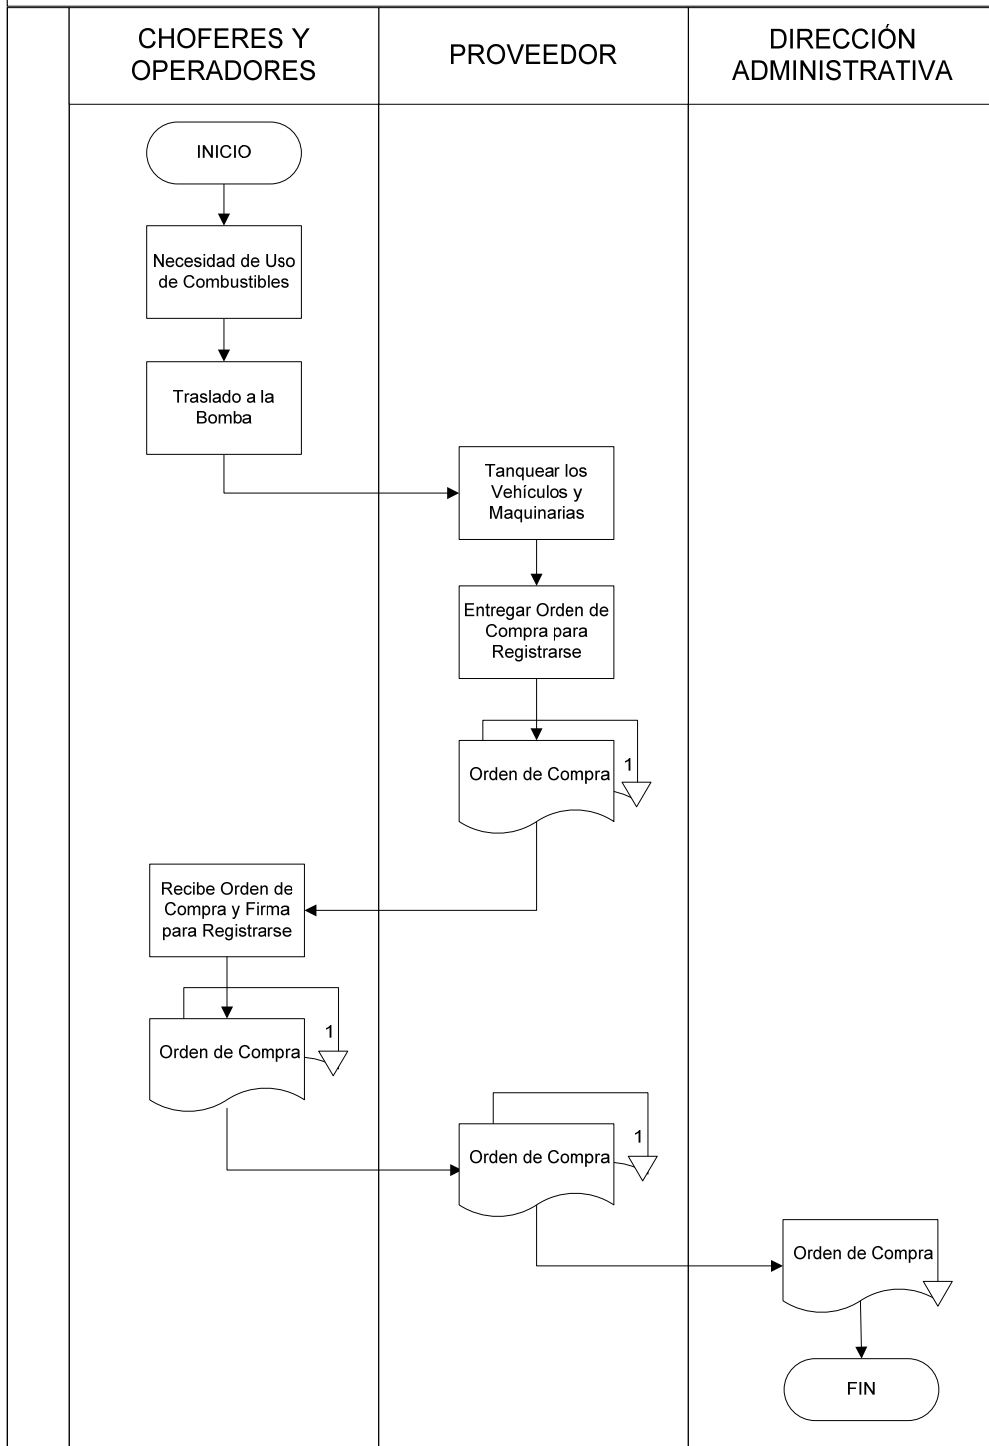 CHOFERES Y
OPERADORES
PROVEEDOR
DIRECCIÓN
ADMINISTRATIVA
INICIO
Necesidad de Uso
de Combustibles
Traslado a la
Bomba
Tanquear los
Vehículos y
Maquinarias
Entregar Orden de
Compra para
Registrarse
Orden de Compra
1
Recibe Orden de
Compra y Firma
para Registrarse
Orden de Compra
1
Orden de Compra
1
Orden de Compra
FIN